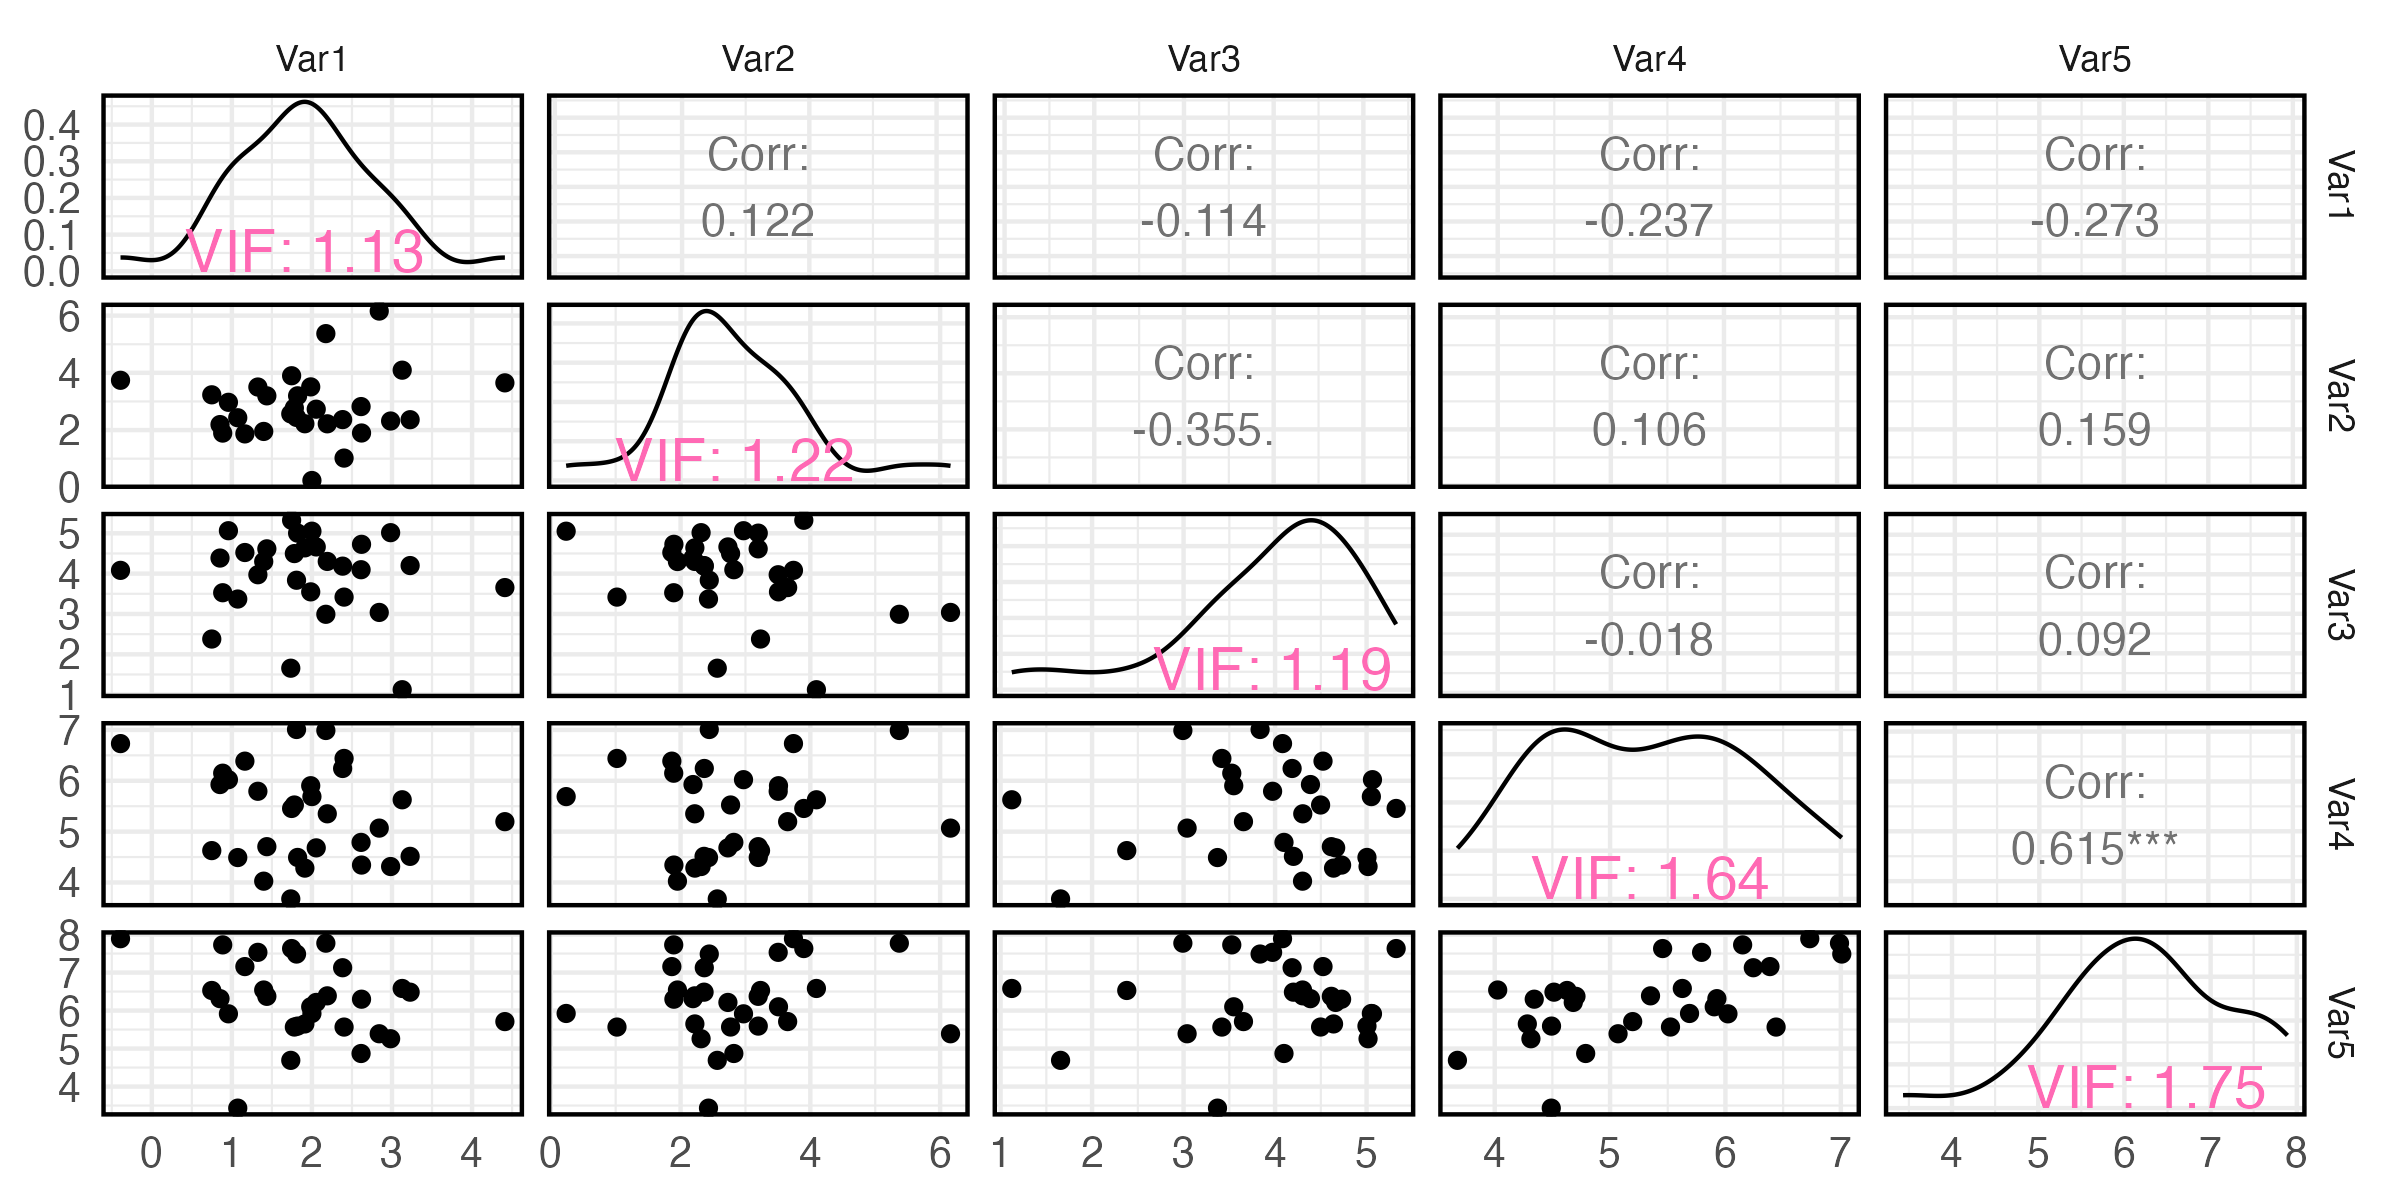 Var1 Var2 Var3 Var4 Var5
0.4
0.3
0.2
0.1
0.0
VIF: 1.13
Corr:
0.122
Corr:
-0.114
Corr:
-0.237
Corr:
-0.273
Var1
6
4
2
0
VIF: 1.22
Corr:
-0.355.
Corr:
0.106
Corr:
0.159
Var2
5
4
3
2
1
VIF: 1.19
Corr:
-0.018
Corr:
0.092
Var3
7
6
5
4
VIF: 1.64
Corr:
0.615***
Var4
8
7
6
5
4
VIF: 1.75
Var5
0 1 2 3 4 0 2 4 6 1 2 3 4 5 4 5 6 7 4 5 6 7 8